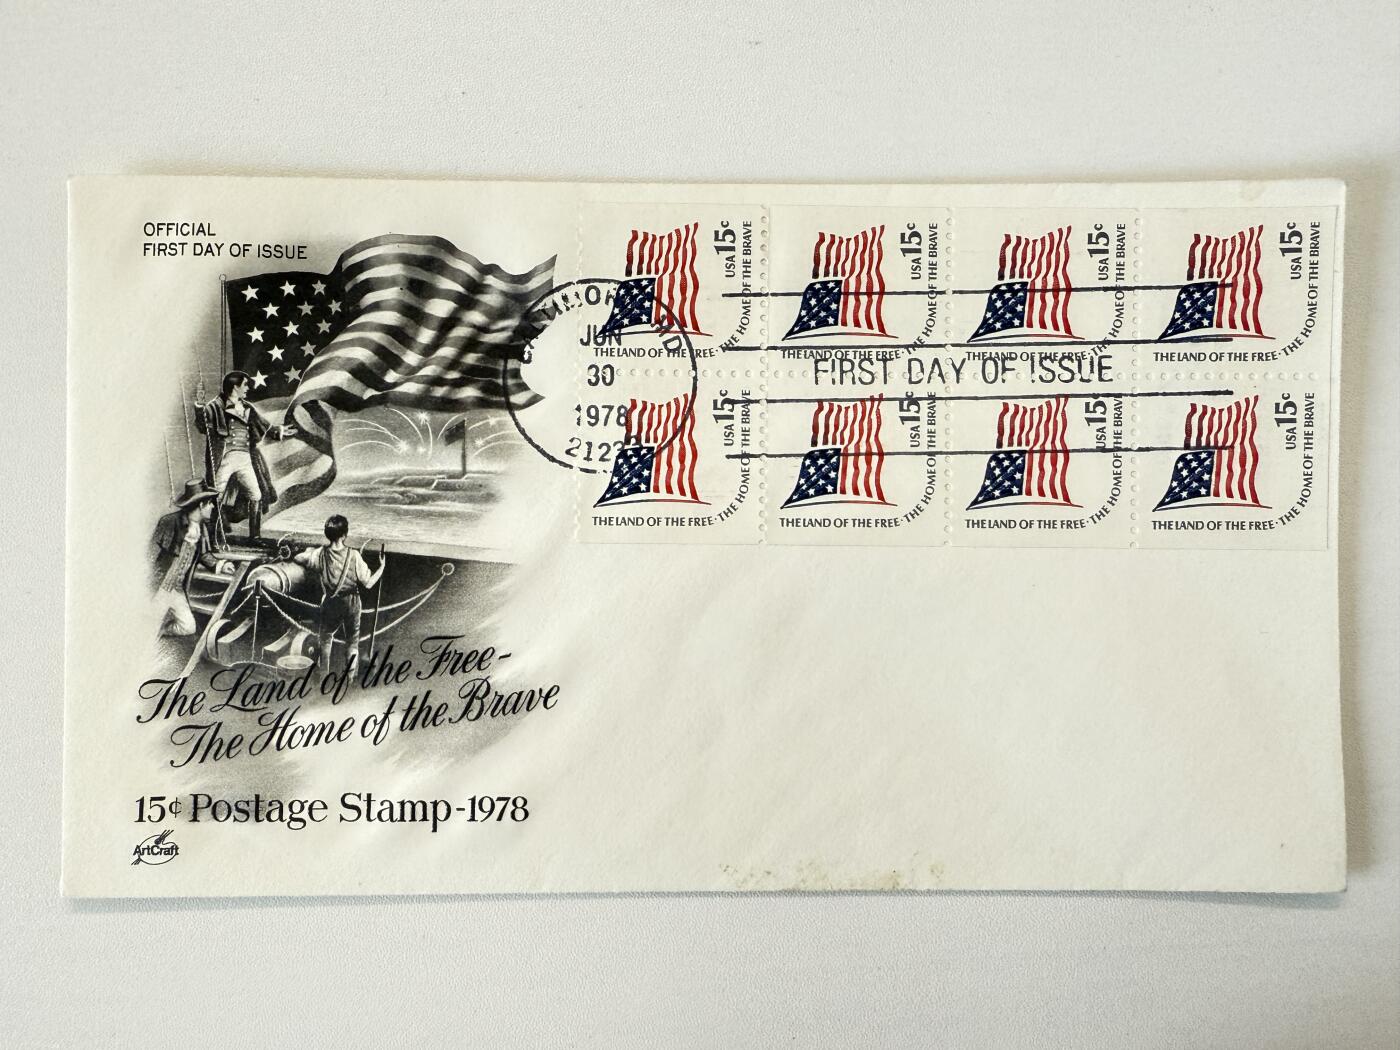 OFFICIAL
FIRST DAY OF ISSUE
The Land of the Free-
The Home of the Brave
15¢ Postage Stamp-1978
ArtCraft
BALTIMORE, MD
JUN
30
1978
FIRST DAY OF ISSUE
USA 15c
THE LAND OF THE FREE · THE HOME OF THE BRAVE
USA 15c
THE LAND OF THE FREE · THE HOME OF THE BRAVE
USA 15c
THE LAND OF THE FREE · THE HOME OF THE BRAVE
USA 15c
THE LAND OF THE FREE · THE HOME OF THE BRAVE
USA 15c
THE LAND OF THE FREE · THE HOME OF THE BRAVE
USA 15c
THE LAND OF THE FREE · THE HOME OF THE BRAVE
USA 15c
THE LAND OF THE FREE · THE HOME OF THE BRAVE
USA 15c
THE LAND OF THE FREE · THE HOME OF THE BRAVE